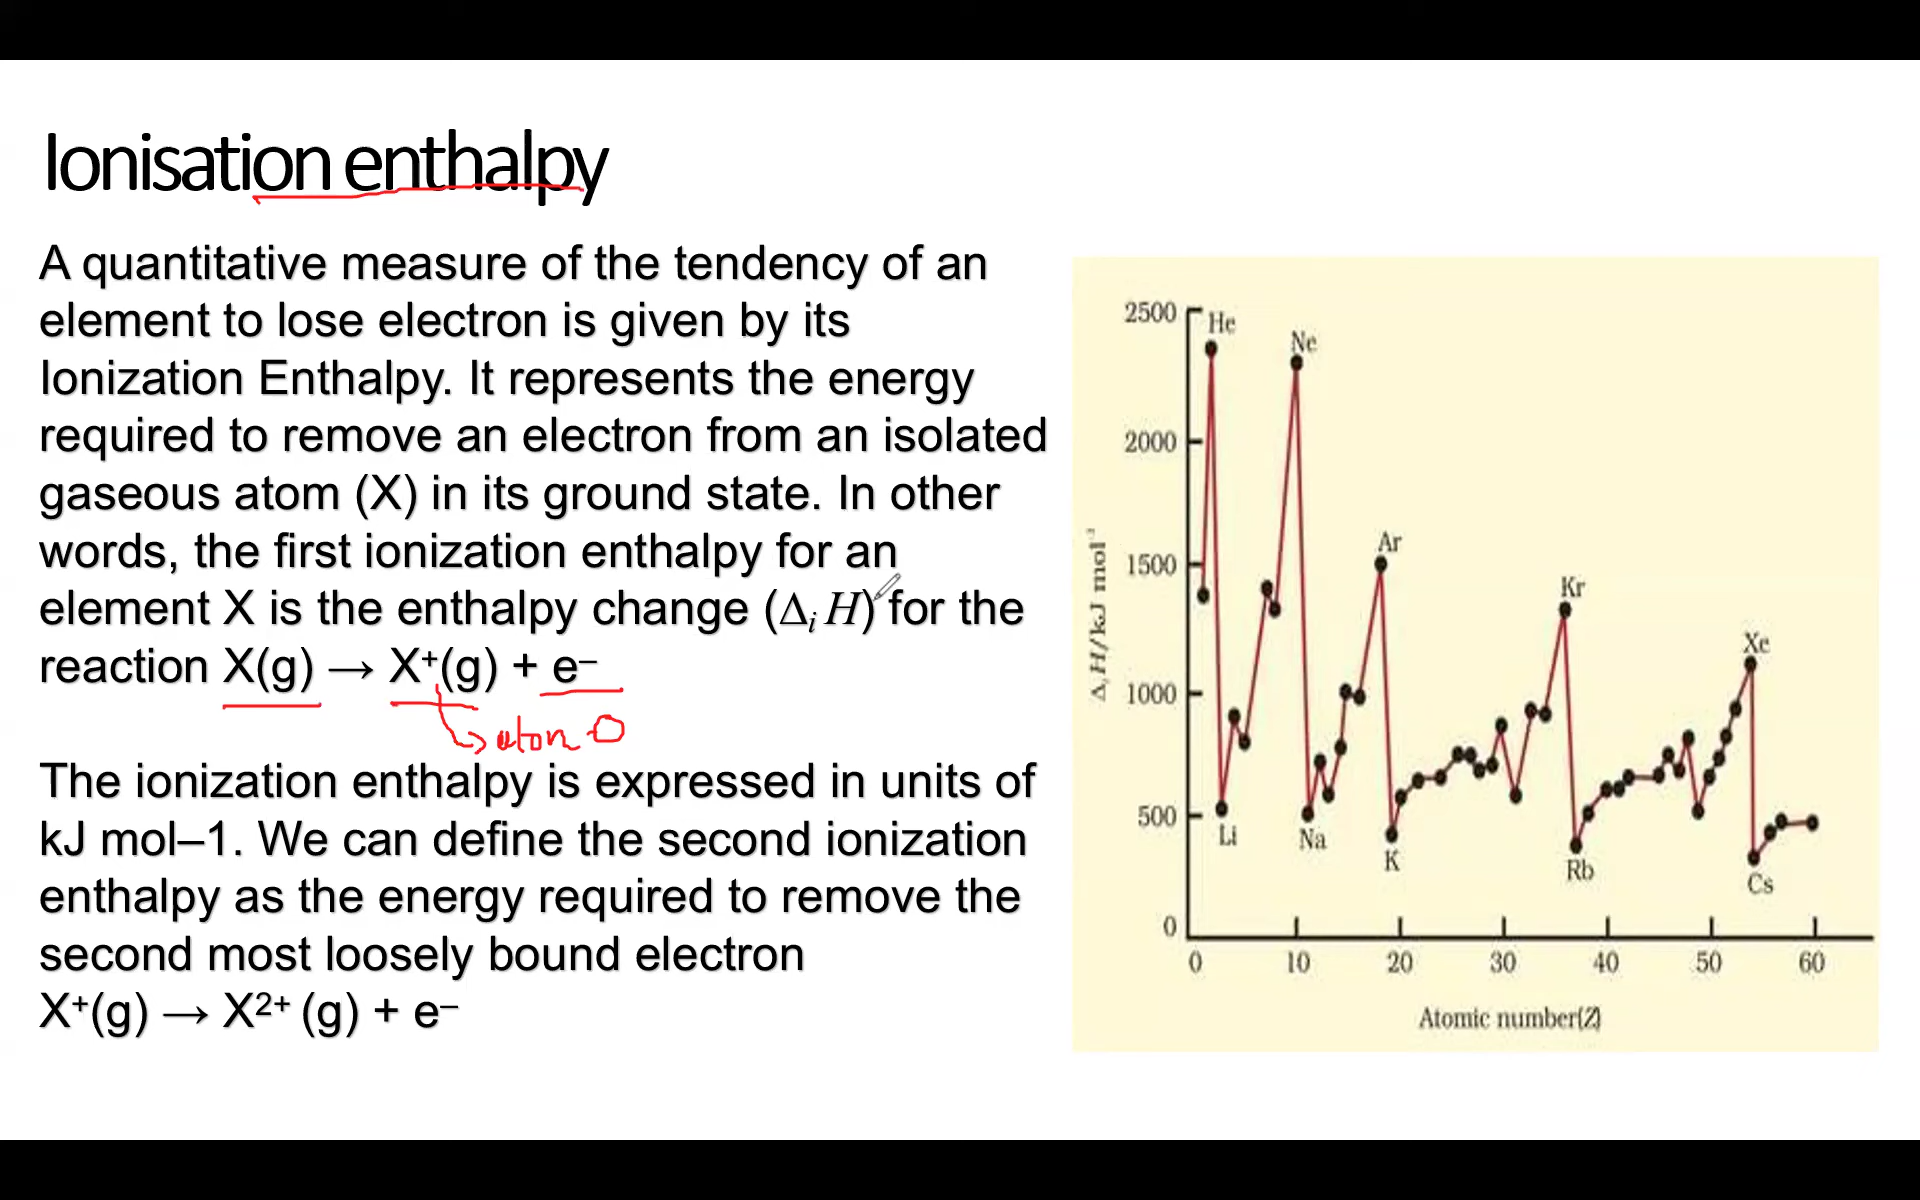 Ionisation enthalpy
A quantitative measure of the tendency of an
element to lose electron is given by its
Ionization Enthalpy. It represents the energy
required to remove an electron from an isolated
gaseous atom (X) in its ground state. In other
words, the first ionization enthalpy for an
element X is the enthalpy change (Δᵢ H) for the
reaction X(g) → X⁺(g) + e⁻
atom
The ionization enthalpy is expressed in units of
kJ mol–1. We can define the second ionization
enthalpy as the energy required to remove the
second most loosely bound electron
X⁺(g) → X²⁺ (g) + e⁻
2500
2000
1500
1000
500
0
Δᵢ H/kJ mol⁻¹
He
Ne
Ar
Kr
Xe
Li
Na
K
Rb
Cs
0 10 20 30 40 50 60
Atomic number(Z)